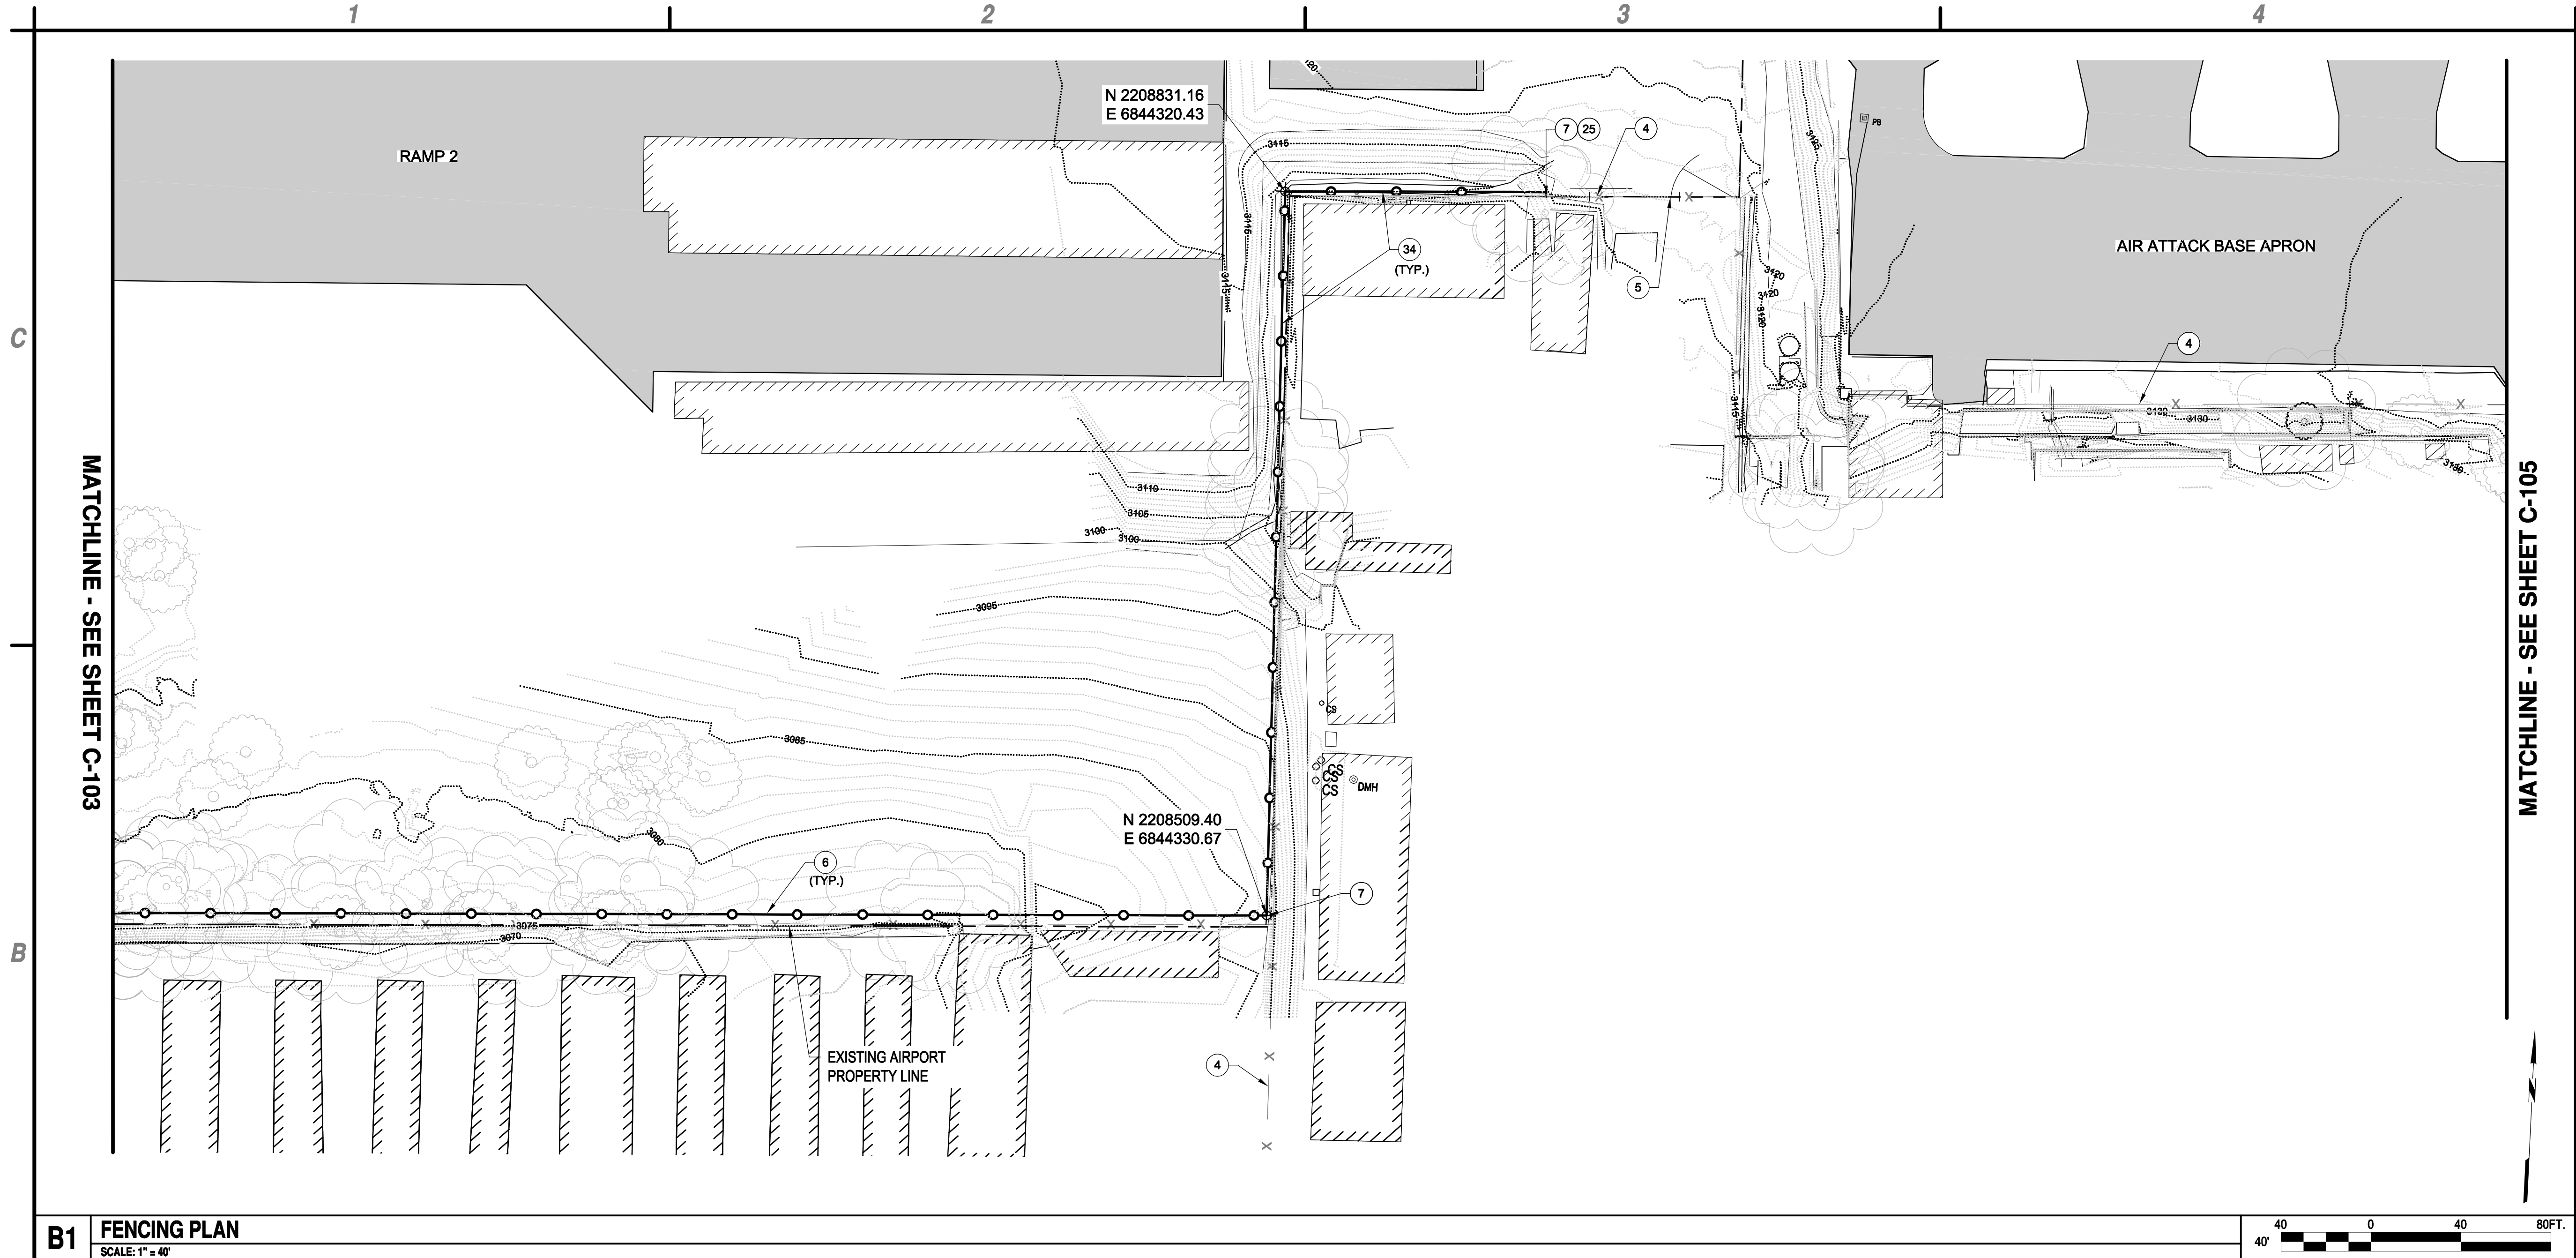 1
2
3
4
C
B
N 2208831.16
E 6844320.43
RAMP 2
7
25
4
120
PB
3115
3115
3115
3125
34
(TYP.)
5
AIR ATTACK BASE APRON
3120
3120
3120
3115
4
3130
3130
3130
MATCHLINE - SEE SHEET C-103
MATCHLINE - SEE SHEET C-105
3110
3105
3100
3100
3095
CS
3085
CS
CS
CS
DMH
N 2208509.40
E 6844330.67
3080
6
(TYP.)
7
3075
3070
EXISTING AIRPORT
PROPERTY LINE
4
N
B1
FENCING PLAN
SCALE: 1" = 40'
40 0 40 80FT.
40'